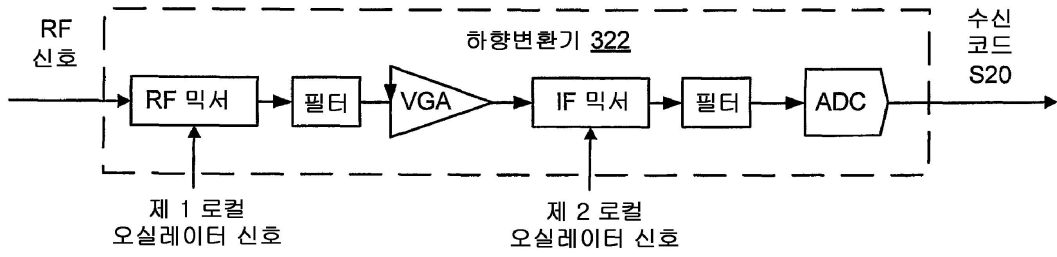 RF
신호
하향변환기 322
수신
코드
S20
RF 믹서
필터
VGA
IF 믹서
필터
ADC
제 1 로컬
오실레이터 신호
제 2 로컬
오실레이터 신호